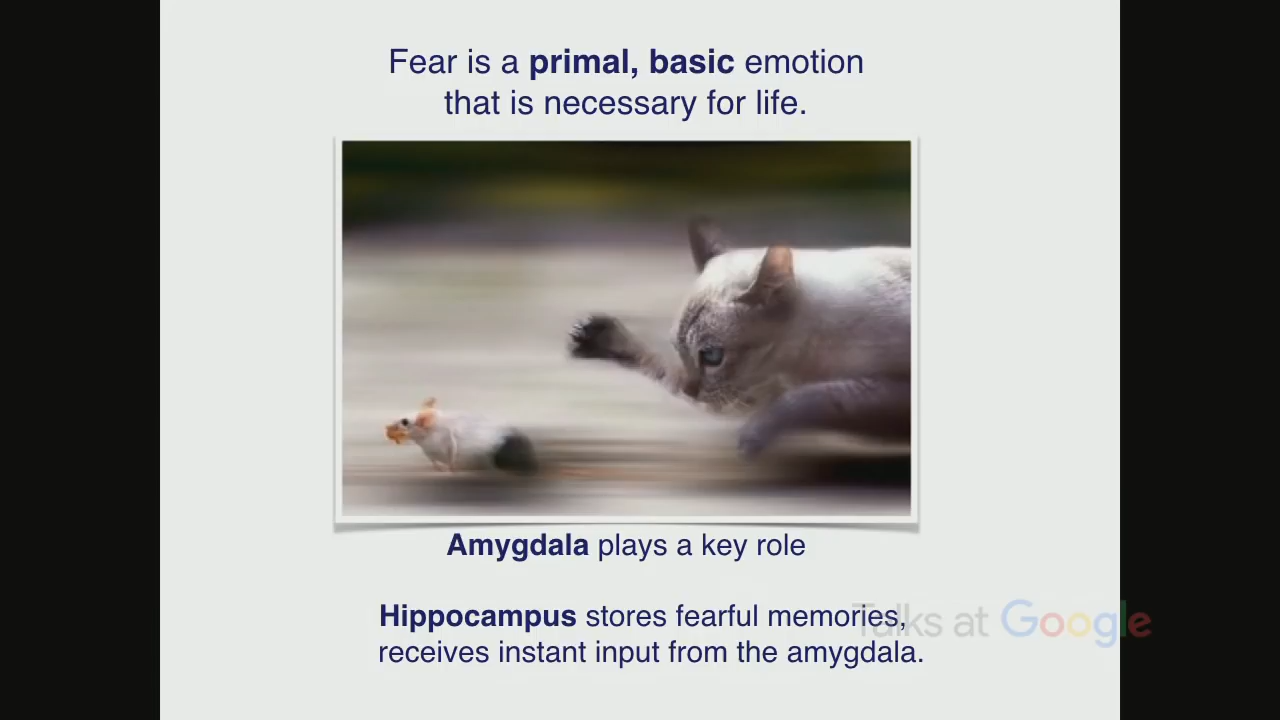 Fear is a primal, basic emotion
that is necessary for life.
Amygdala plays a key role
Hippocampus stores fearful memories,
receives instant input from the amygdala.
Talks at Google